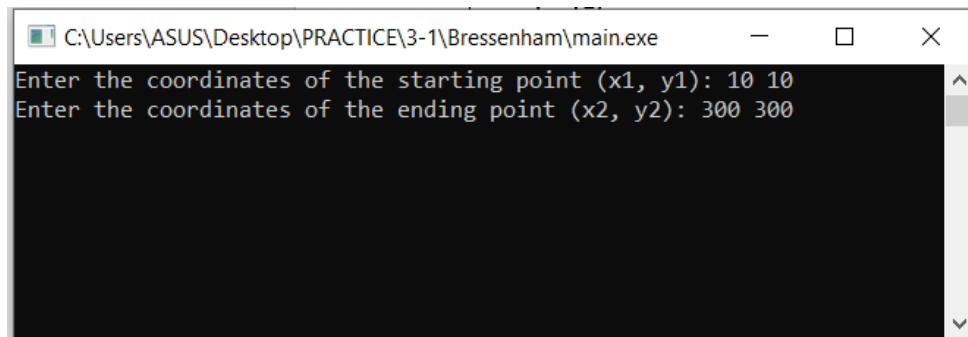 C:\Users\ASUS\Desktop\PRACTICE\3-1\Bressenham\main.exe
Enter the coordinates of the starting point (x1, y1): 10 10
Enter the coordinates of the ending point (x2, y2): 300 300